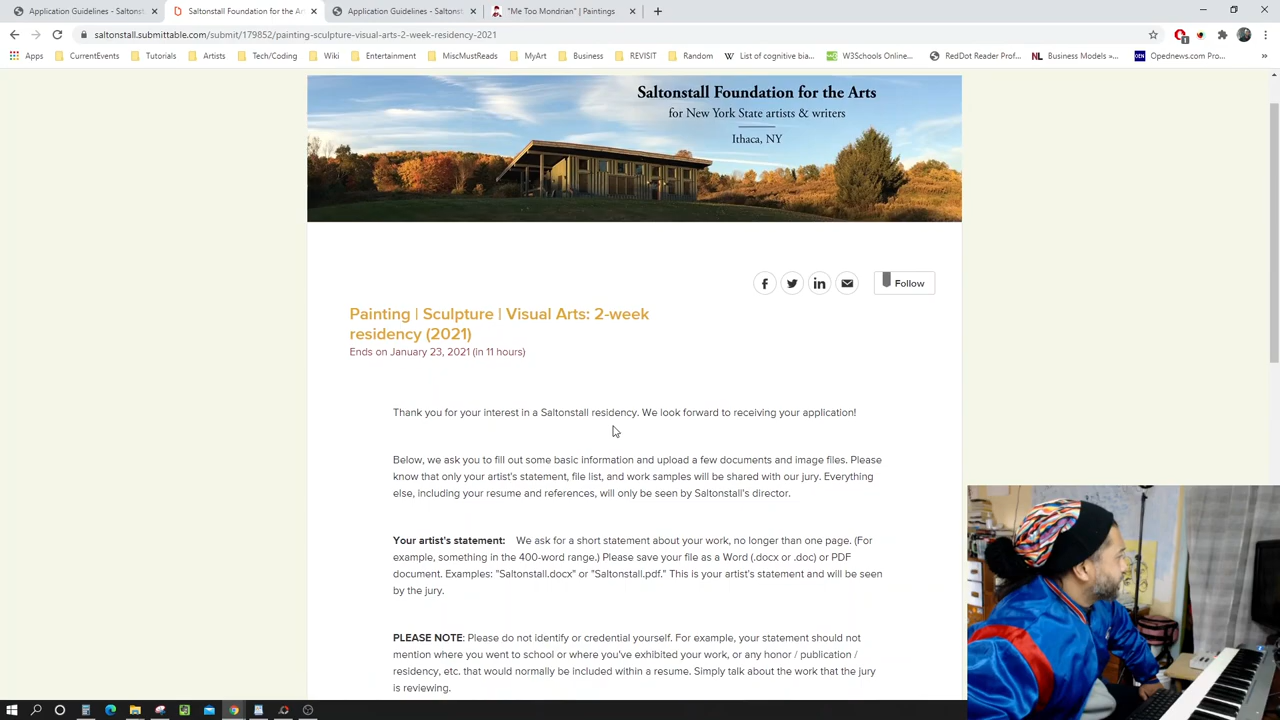 Application Guidelines - Saltonst
Saltonstall Foundation for the Ar
Application Guidelines - Saltonst
"Me Too Mondrian" | Paintings
saltonstall.submittable.com/submit/179852/painting-sculpture-visual-arts-2-week-residency-2021
Apps CurrentEvents Tutorials Artists Tech/Coding Wiki Entertainment MiscMustReads MyArt Business REVISIT Random List of cognitive bia... W3Schools Online... RedDot Reader Prof... NL Business Models »... OEN Opednews.com Pro... »
Saltonstall Foundation for the Arts
for New York State artists & writers
Ithaca, NY
Follow
Painting | Sculpture | Visual Arts: 2-week
residency (2021)
Ends on January 23, 2021 (in 11 hours)
Thank you for your interest in a Saltonstall residency. We look forward to receiving your application!
Below, we ask you to fill out some basic information and upload a few documents and image files. Please
know that only your artist's statement, file list, and work samples will be shared with our jury. Everything
else, including your resume and references, will only be seen by Saltonstall's director.
Your artist's statement: We ask for a short statement about your work, no longer than one page. (For
example, something in the 400-word range.) Please save your file as a Word (.docx or .doc) or PDF
document. Examples: "Saltonstall.docx" or "Saltonstall.pdf." This is your artist's statement and will be seen
by the jury.
PLEASE NOTE: Please do not identify or credential yourself. For example, your statement should not
mention where you went to school or where you've exhibited your work, or any honor / publication /
residency, etc. that would normally be included within a resume. Simply talk about the work that the jury
is reviewing.